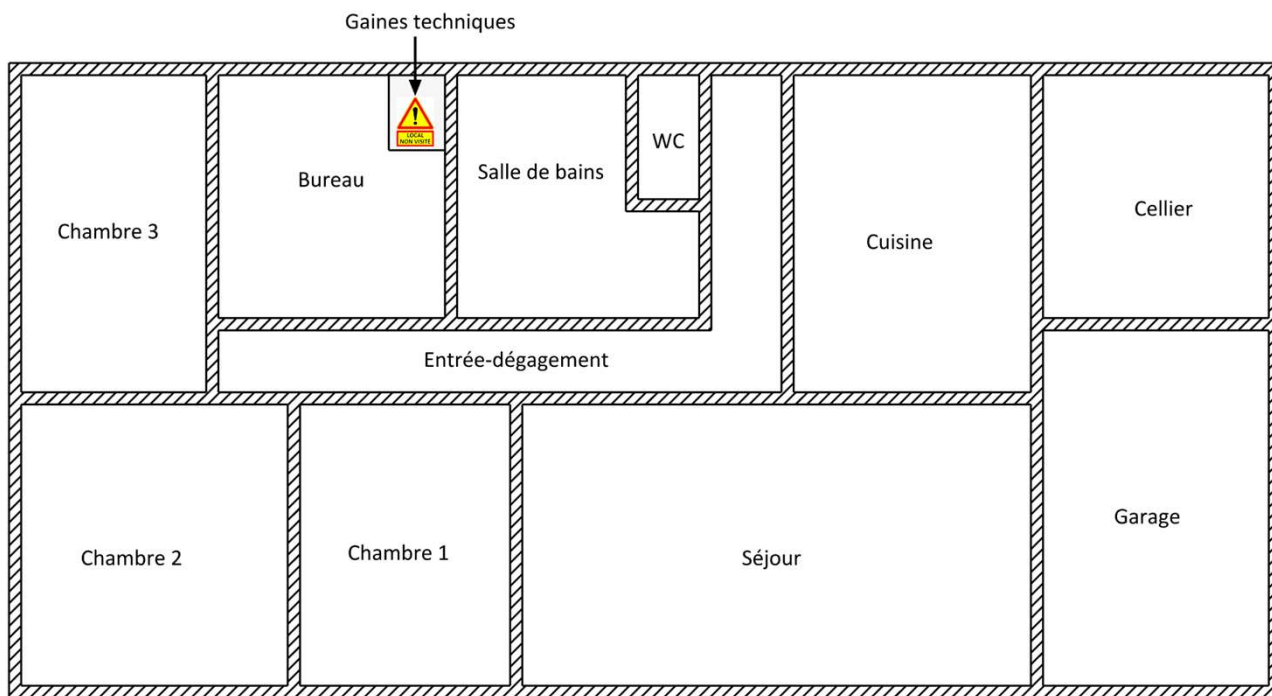 Gaines techniques
LOCAL
NON VISITÉ
WC
Bureau
Salle de bains
Chambre 3
Cuisine
Cellier
Entrée-dégagement
Chambre 2
Chambre 1
Séjour
Garage